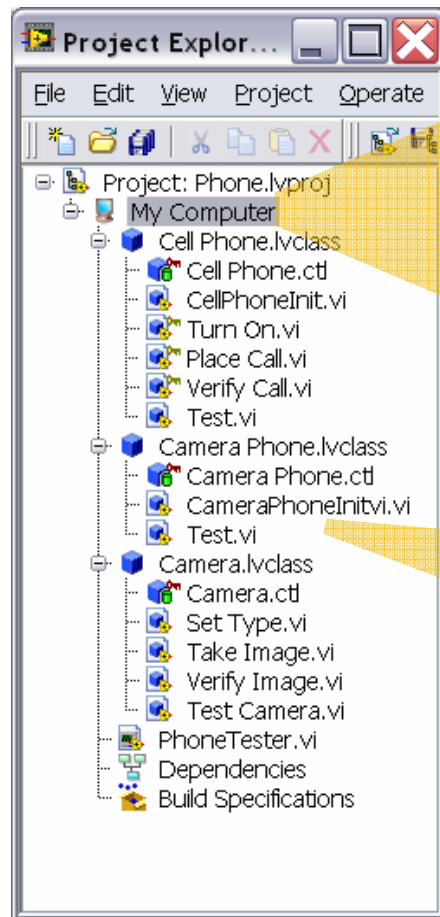 Project Explor...
File Edit View Project Operate
Project: Phone.lvproj
My Computer
Cell Phone.lvclass
Cell Phone.ctl
CellPhoneInit.vi
Turn On.vi
Place Call.vi
Verify Call.vi
Test.vi
Camera Phone.lvclass
Camera Phone.ctl
CameraPhoneInitvi.vi
Test.vi
Camera.lvclass
Camera.ctl
Set Type.vi
Take Image.vi
Verify Image.vi
Test Camera.vi
PhoneTester.vi
Dependencies
Build Specifications